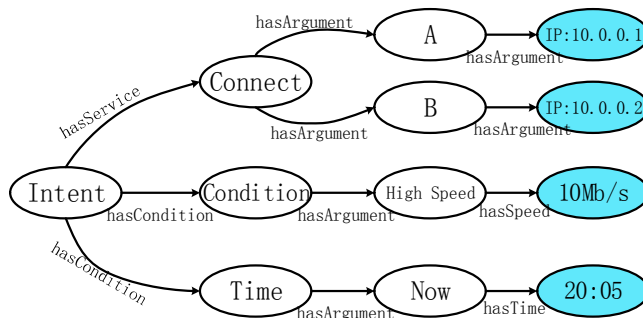 hasArgument
A
hasArgument
IP:10.0.0.1
Connect
hasService
hasArgument
B
hasArgument
IP:10.0.0.2
Intent
hasCondition
Condition
hasArgument
High Speed
hasSpeed
10Mb/s
hasCondition
Time
hasArgument
Now
hasTime
20:05